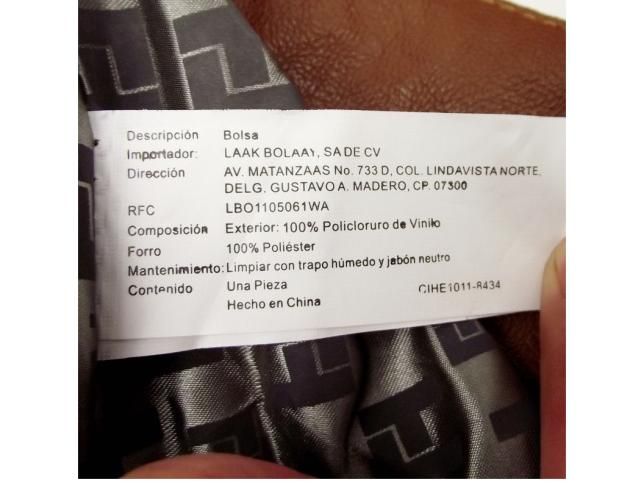 Descripción Bolsa
Importador: LAAK BOLAAY, SA DE CV
Dirección AV. MATANZAAS No. 733 D, COL. LINDAVISTA NORTE,
DELG. GUSTAVO A. MADERO, CP. 07300
RFC LBO1105061WA
Composición Exterior: 100% Policloruro de Vinilo
Forro 100% Poliéster
Mantenimiento: Limpiar con trapo húmedo y jabón neutro
Contenido Una Pieza CIHE1011-8434
Hecho en China